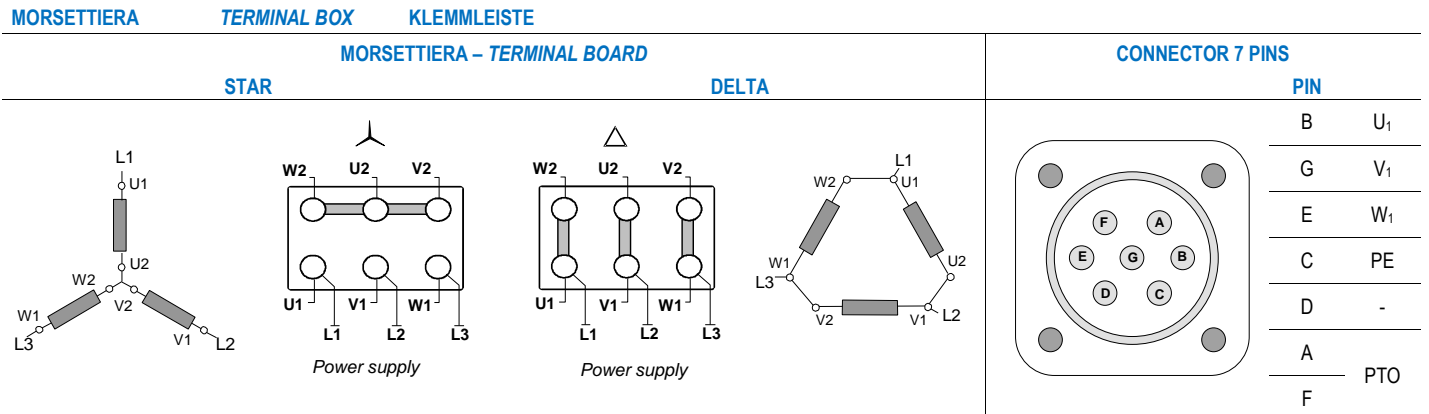 MORSETTIERA TERMINAL BOX KLEMMLEISTE
MORSETTIERA – TERMINAL BOARD
STAR DELTA
L1
U1
U2
W2
V2
W1
L3
V1
L2
W2 U2 V2
U1 V1 W1
L1 L2 L3
Power supply
W2 U2 V2
U1 V1 W1
L1 L2 L3
Power supply
L1
W2 U1
W1 U2
L3
V2 V1 L2
CONNECTOR 7 PINS
PIN
F A
E G B
D C
B U₁
G V₁
E W₁
C PE
D -
A
PTO
F